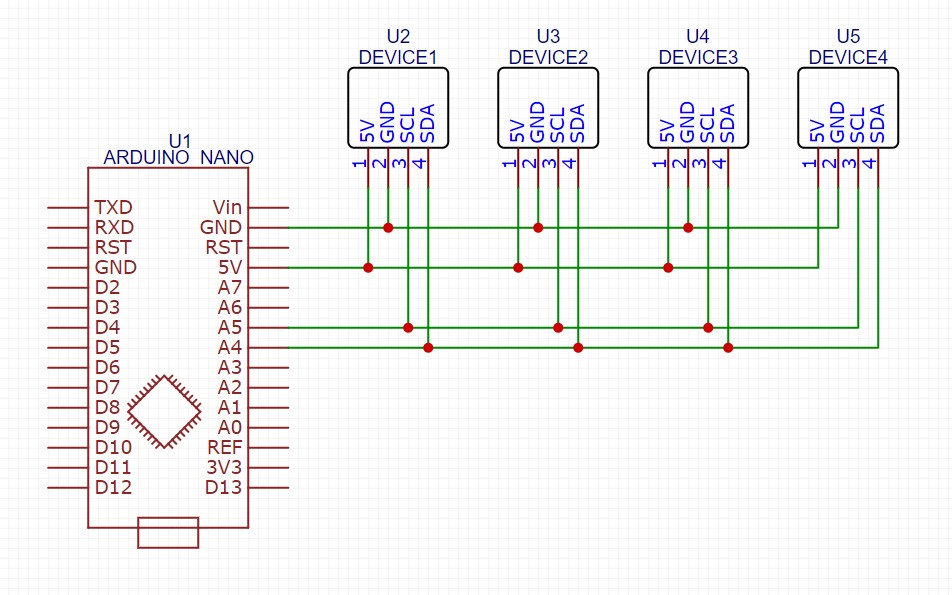 U2
DEVICE1
5V
GND
SCL
SDA
1
2
3
4
U3
DEVICE2
5V
GND
SCL
SDA
1
2
3
4
U4
DEVICE3
5V
GND
SCL
SDA
1
2
3
4
U5
DEVICE4
5V
GND
SCL
SDA
1
2
3
4
U1
ARDUINO NANO
TXD Vin
RXD GND
RST RST
GND 5V
D2 A7
D3 A6
D4 A5
D5 A4
D6 A3
D7 A2
D8 A1
D9 A0
D10 REF
D11 3V3
D12 D13